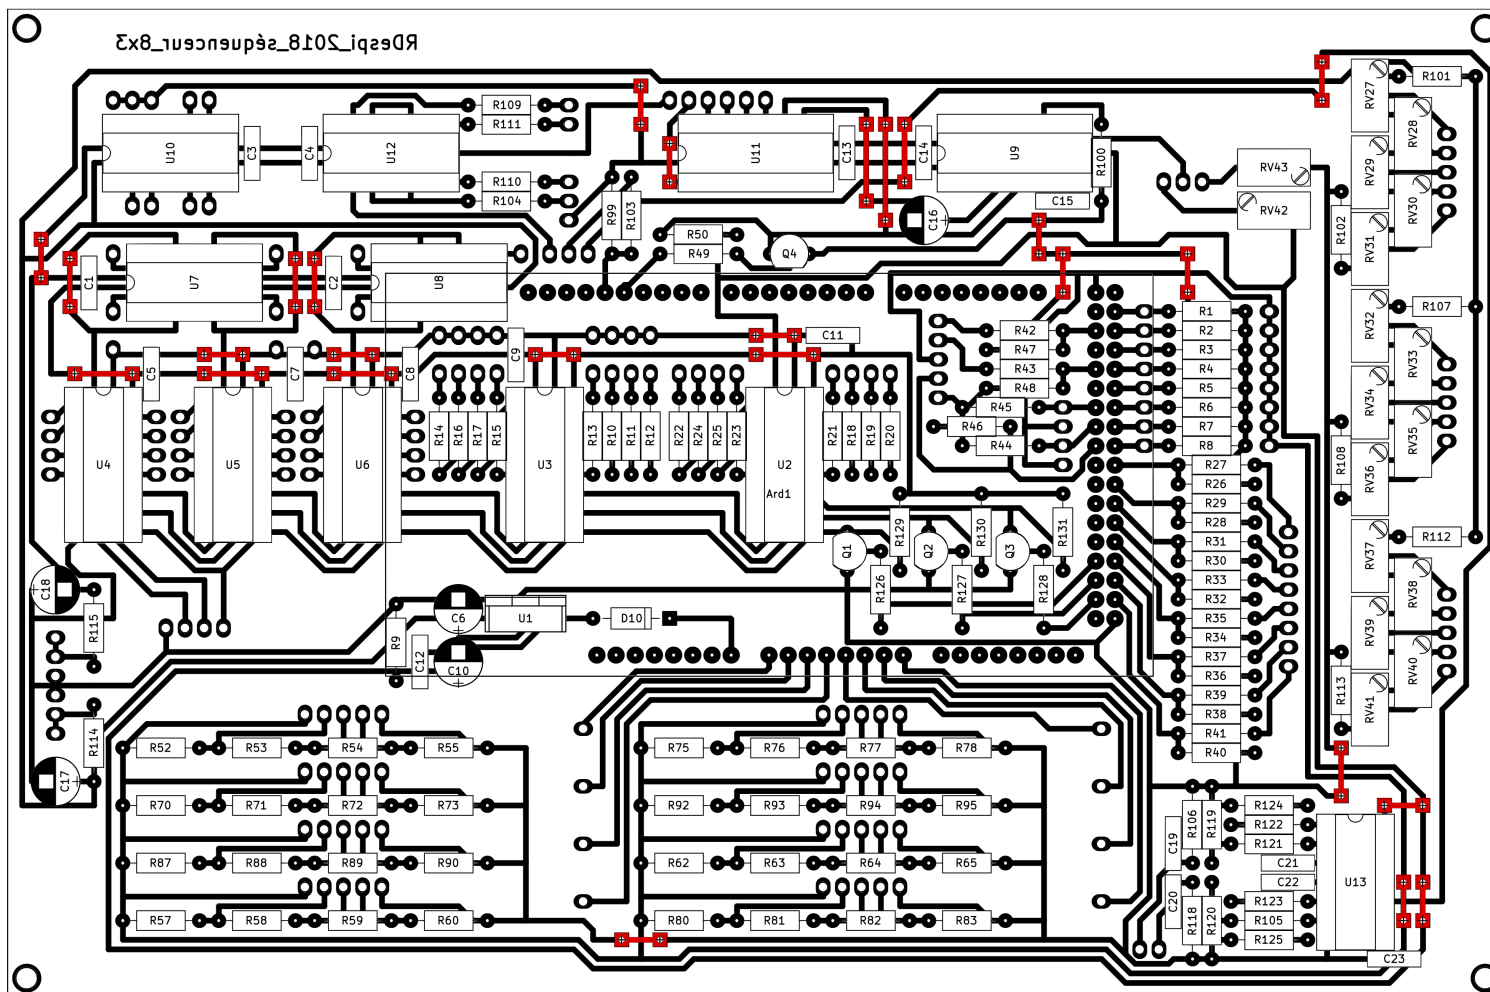 RDespi_2018_séquenceur_8x3
R109
R111
U10
C3
C4
U12
R110
R104
R99
R103
U11
C13
C14
U9
R100
C15
C16
RV43
RV42
RV27
R101
RV28
RV29
RV30
R102
RV31
C1
U7
C2
U8
R50
R49
Q4
RV32
R107
RV33
RV34
RV35
R108
RV36
C5
C7
C8
C9
C11
R42
R47
R43
R48
R45
R46
R44
R1
R2
R3
R4
R5
R6
R7
R8
R27
R26
R29
R28
R31
R30
R33
R32
R35
R34
R37
R36
R39
R38
R41
R40
U4
U5
U6
R14
R16
R17
R15
U3
R13
R10
R11
R12
R22
R24
R25
R23
U2
Ard1
R21
R18
R19
R20
Q1
R129
Q2
R130
Q3
R131
R126
R127
R128
RV37
R112
RV38
RV39
RV40
R113
RV41
C18
R115
R9
C6
U1
D10
C12
C10
R114
C17
R52
R53
R54
R55
R75
R76
R77
R78
R70
R71
R72
R73
R92
R93
R94
R95
R87
R88
R89
R90
R62
R63
R64
R65
R57
R58
R59
R60
R80
R81
R82
R83
R106
R119
R124
R122
R121
C19
C21
C22
U13
C20
R118
R120
R123
R105
R125
C23